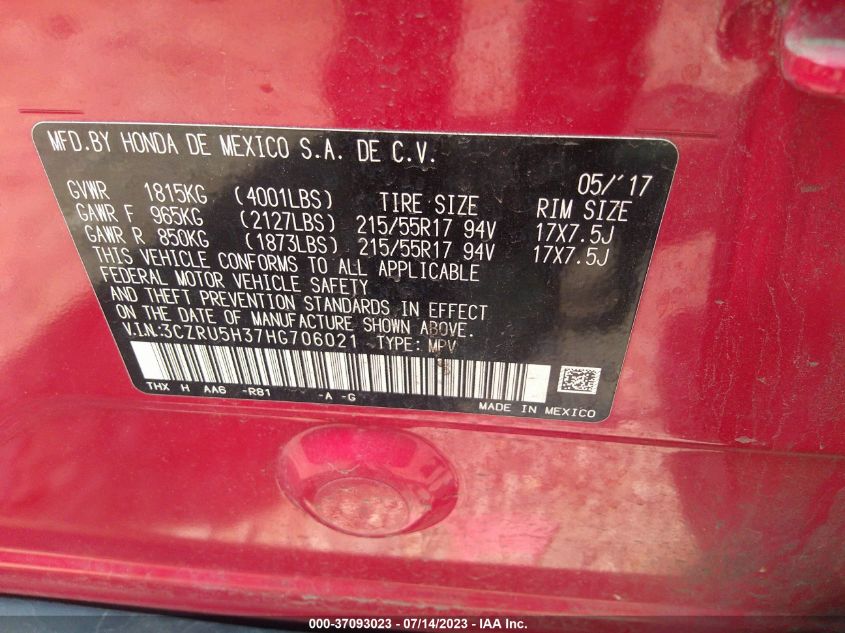 MFD.BY HONDA DE MEXICO S.A. DE C.V.
05/'17
GVWR 1815KG (4001LBS) TIRE SIZE RIM SIZE
GAWR F 965KG (2127LBS) 215/55R17 94V 17X7.5J
GAWR R 850KG (1873LBS) 215/55R17 94V 17X7.5J
THIS VEHICLE CONFORMS TO ALL APPLICABLE
FEDERAL MOTOR VEHICLE SAFETY
AND THEFT PREVENTION STANDARDS IN EFFECT
ON THE DATE OF MANUFACTURE SHOWN ABOVE.
V.I.N:3CZRU5H37HG706021 TYPE: MPV
THX H AA6 -R81 -A -G
MADE IN MEXICO
000-37093023 - 07/14/2023 - IAA Inc.